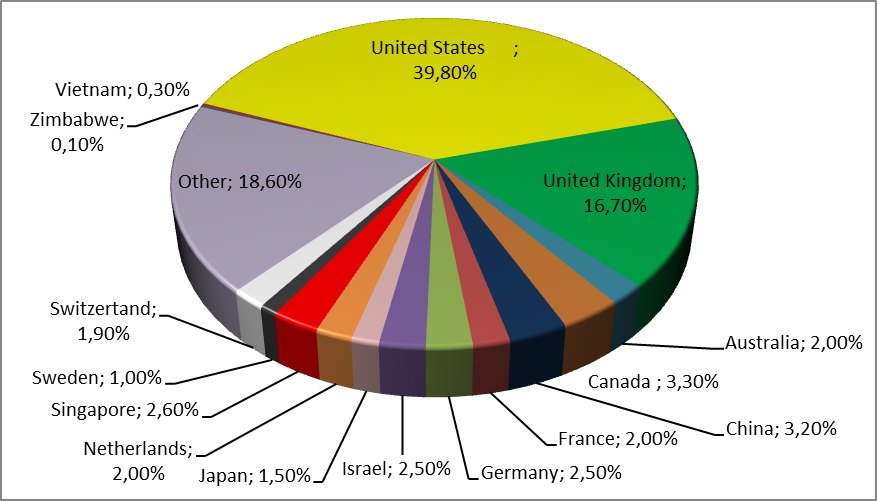 United States ;
39,80%
Vietnam; 0,30%
Zimbabwe;
0,10%
Other; 18,60%
United Kingdom;
16,70%
Switzertand;
1,90%
Australia; 2,00%
Sweden; 1,00%
Canada ; 3,30%
Singapore; 2,60%
China; 3,20%
Netherlands;
2,00%
France; 2,00%
Japan; 1,50%
Israel; 2,50%
Germany; 2,50%